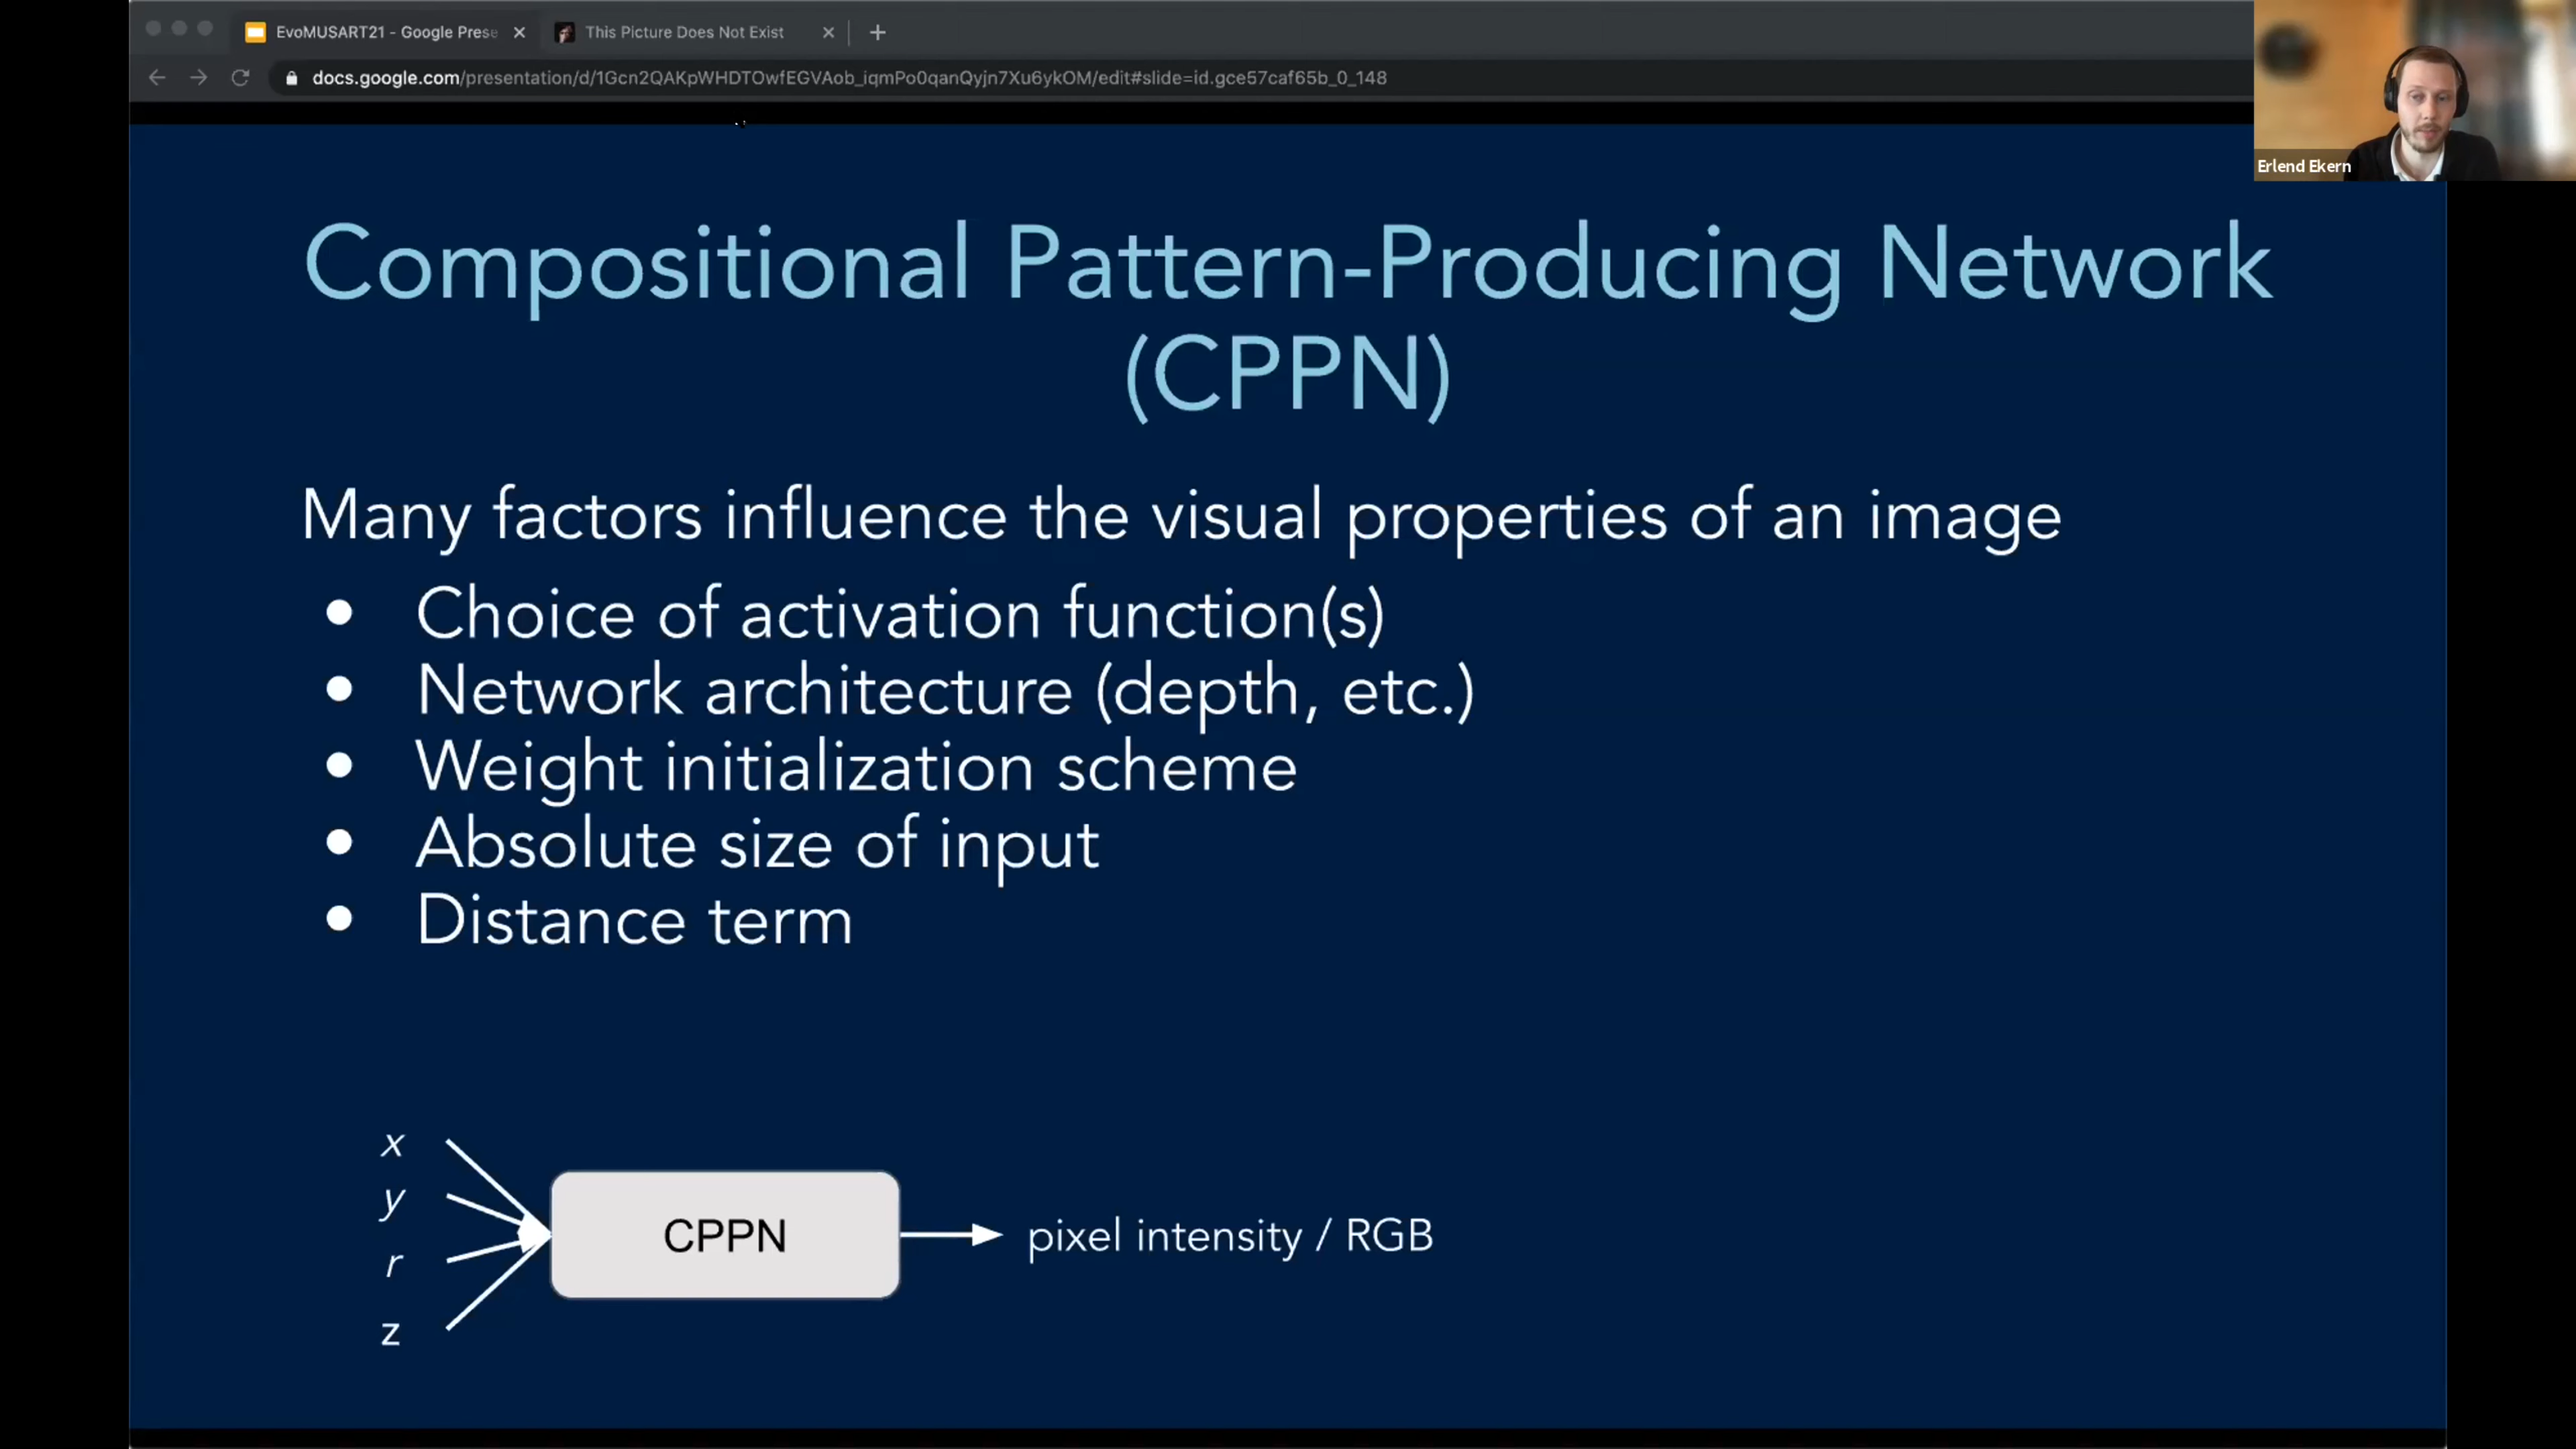 EvoMUSART21 - Google Prese
This Picture Does Not Exist
docs.google.com/presentation/d/1Gcn2QAKpWHDTOwfEGVAob_iqmPo0qanQyjn7Xu6ykOM/edit#slide=id.gce57caf65b_0_148
Erlend Ekern
Compositional Pattern-Producing Network
(CPPN)
Many factors influence the visual properties of an image
• Choice of activation function(s)
• Network architecture (depth, etc.)
• Weight initialization scheme
• Absolute size of input
• Distance term
x
y
r
z
CPPN
pixel intensity / RGB